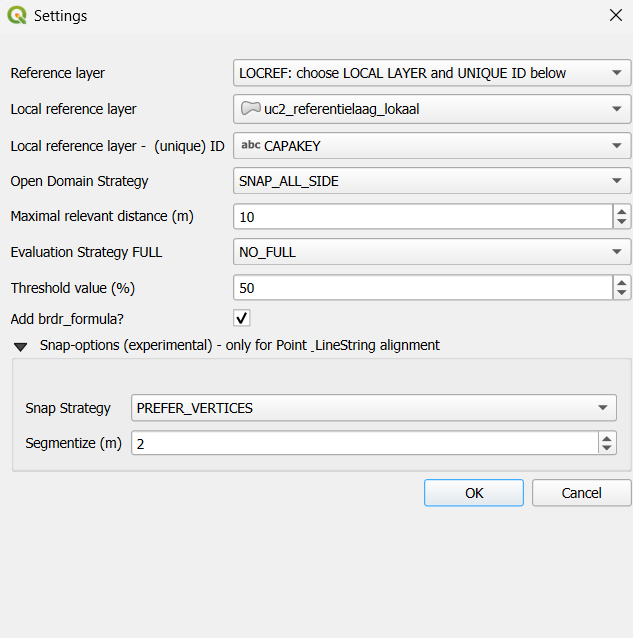 Settings
Reference layer LOCREF: choose LOCAL LAYER and UNIQUE ID below
Local reference layer uc2_referentielaag_lokaal
Local reference layer - (unique) ID abc CAPAKEY
Open Domain Strategy SNAP_ALL_SIDE
Maximal relevant distance (m) 10
Evaluation Strategy FULL NO_FULL
Threshold value (%) 50
Add brdr_formula?
Snap-options (experimental) - only for Point _LineString alignment
Snap Strategy PREFER_VERTICES
Segmentize (m) 2
OK Cancel